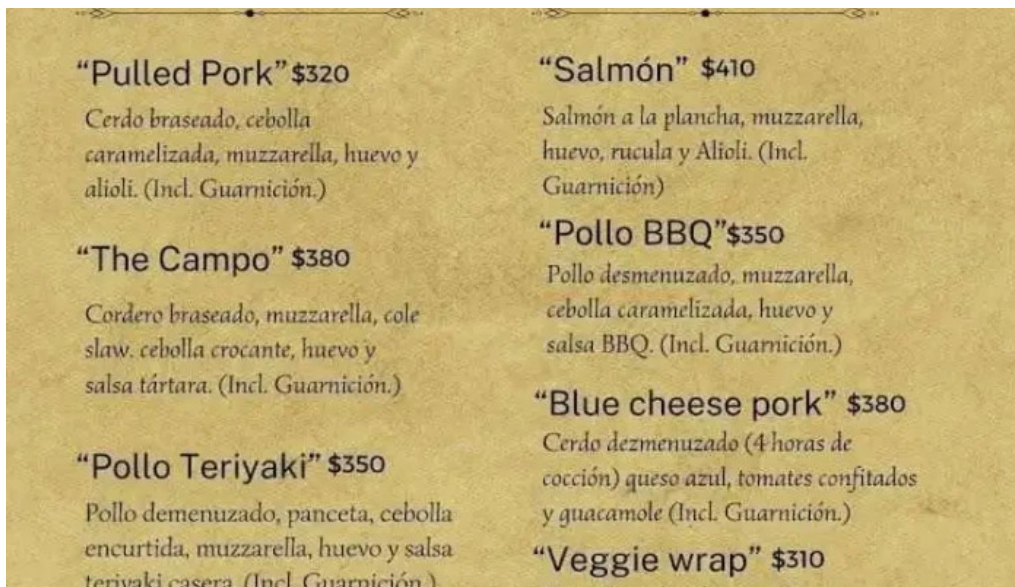 “Pulled Pork” $320
Cerdo braseado, cebolla
caramelizada, muzzarella, huevo y
alioli. (Incl. Guarnición.)
“The Campo” $380
Cordero braseado, muzzarella, cole
slaw. cebolla crocante, huevo y
salsa tártara. (Incl. Guarnición.)
“Pollo Teriyaki” $350
Pollo demenuzado, panceta, cebolla
encurtida, muzzarella, huevo y salsa
teriyaki casera. (Incl. Guarnición.)
“Salmón” $410
Salmón a la plancha, muzzarella,
huevo, rucula y Alioli. (Incl.
Guarnición)
“Pollo BBQ” $350
Pollo desmenuzado, muzzarella,
cebolla caramelizada, huevo y
salsa BBQ. (Incl. Guarnición.)
“Blue cheese pork” $380
Cerdo dezmenuzado (4 horas de
cocción) queso azul, tomates confitados
y guacamole (Incl. Guarnición.)
“Veggie wrap” $310